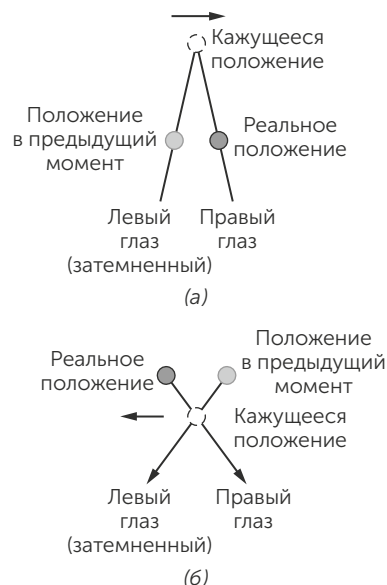 Кажущееся
положение
Положение
в предыдущий
момент
Реальное
положение
Левый
глаз
(затемненный)
Правый
глаз
(а)
Положение
в предыдущий
момент
Реальное
положение
Кажущееся
положение
Левый
глаз
(затемненный)
Правый
глаз
(б)